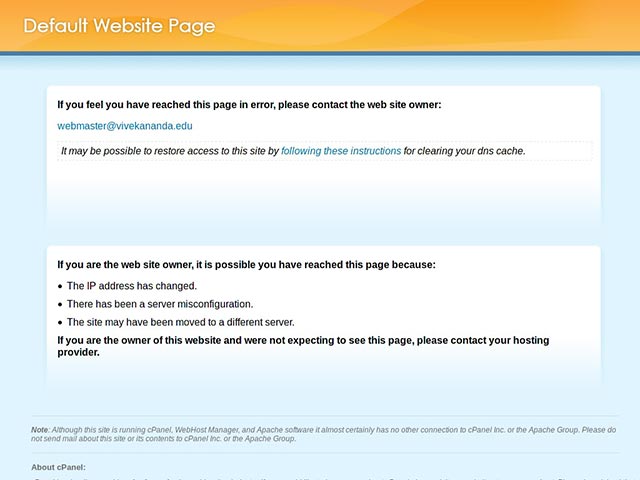 Default Website Page
If you feel you have reached this page in error, please contact the web site owner:
webmaster@vivekananda.edu
It may be possible to restore access to this site by following these instructions for clearing your dns cache.
If you are the web site owner, it is possible you have reached this page because:
• The IP address has changed.
• There has been a server misconfiguration.
• The site may have been moved to a different server.
If you are the owner of this website and were not expecting to see this page, please contact your hosting
provider.
Note: Although this site is running cPanel, WebHost Manager, and Apache software it almost certainly has no other connection to cPanel Inc. or the Apache Group. Please do
not send mail about this site or its contents to cPanel Inc. or the Apache Group.
About cPanel: